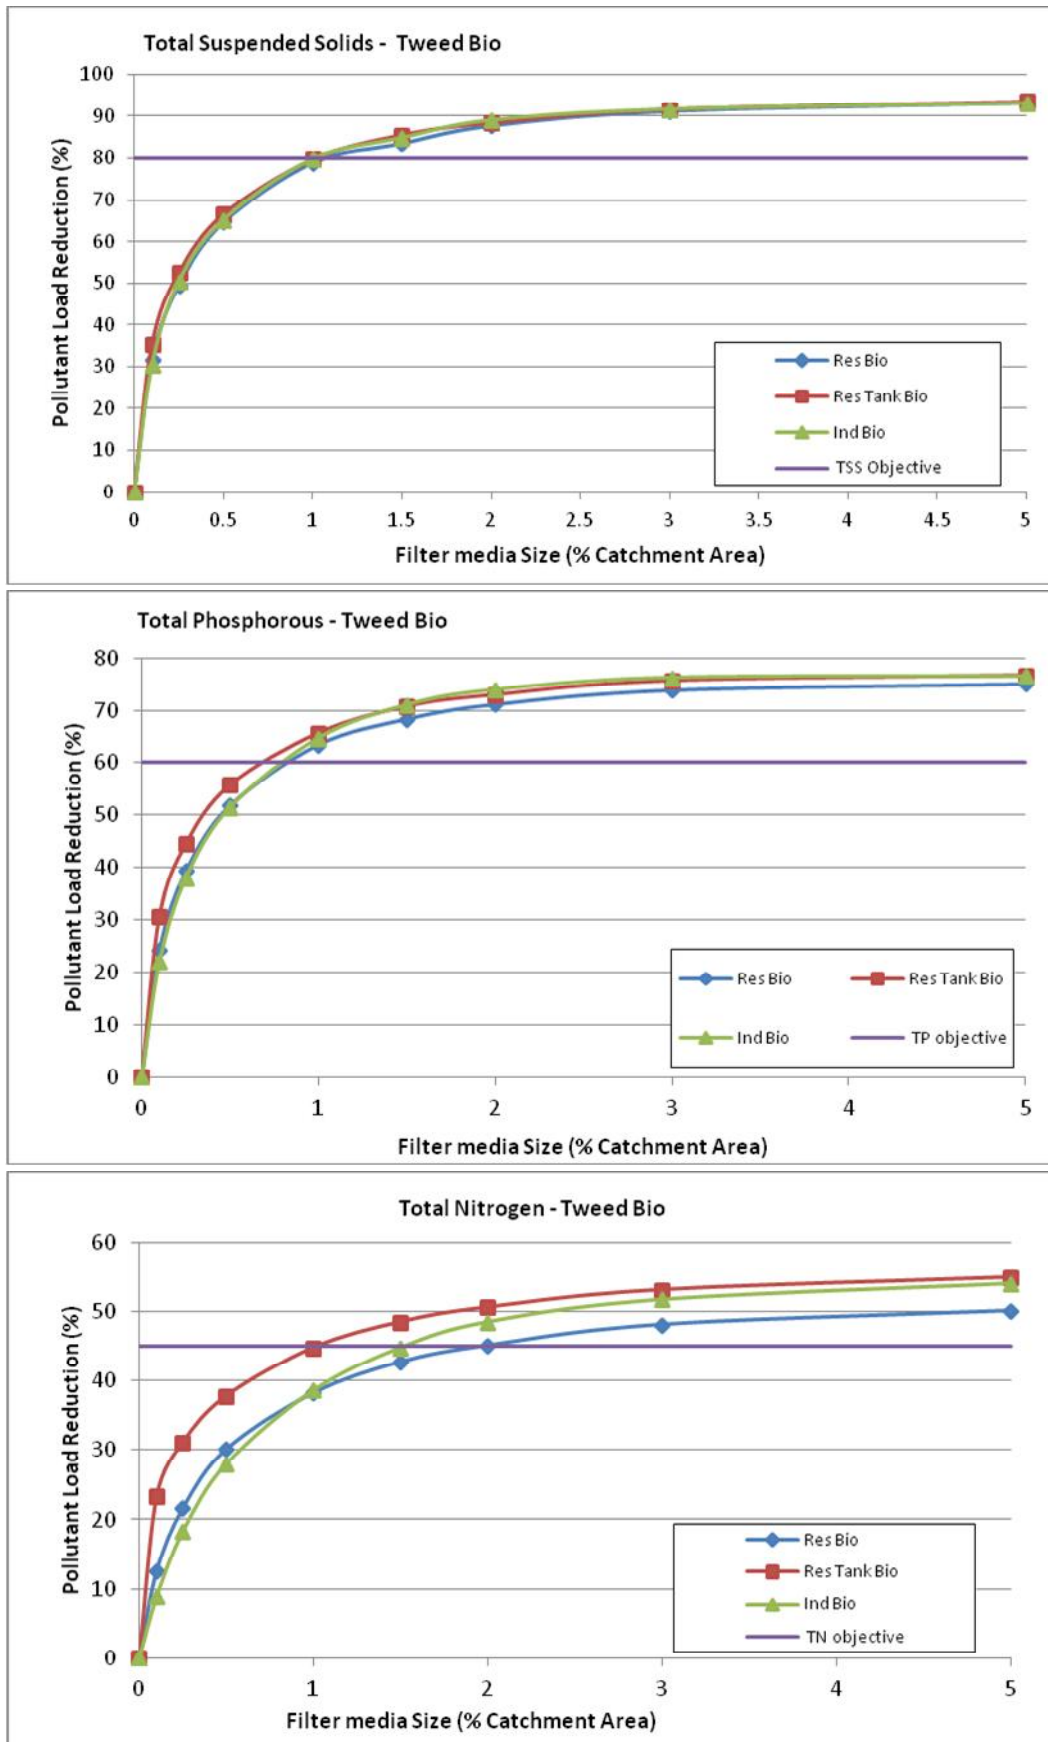 Total Suspended Solids - Tweed Bio
Pollutant Load Reduction (%)
100
90
80
70
60
50
40
30
20
10
0
0 0.5 1 1.5 2 2.5 3 3.5 4 4.5 5
Filter media Size (% Catchment Area)
Res Bio
Res Tank Bio
Ind Bio
TSS Objective
Total Phosphorous - Tweed Bio
Pollutant Load Reduction (%)
80
70
60
50
40
30
20
10
0
0 1 2 3 4 5
Filter media Size (% Catchment Area)
Res Bio Res Tank Bio
Ind Bio TP objective
Total Nitrogen - Tweed Bio
Pollutant Load Reduction (%)
60
50
40
30
20
10
0
0 1 2 3 4 5
Filter media Size (% Catchment Area)
Res Bio
Res Tank Bio
Ind Bio
TN objective